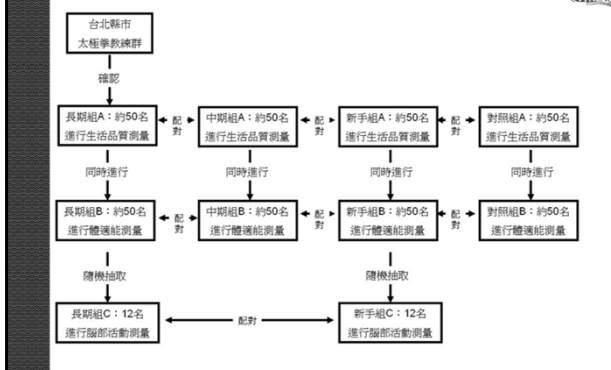 台北縣市
太極拳教練群
確認
長期組A：約50名
進行生活品質測量
配
對
中期組A：約50名
進行生活品質測量
配
對
新手組A：約50名
進行生活品質測量
配
對
對照組A：約50名
進行生活品質測量
同時進行
同時進行
同時進行
同時進行
長期組B：約50名
進行體適能測量
配
對
中期組B：約50名
進行體適能測量
配
對
新手組B：約50名
進行體適能測量
配
對
對照組B：約50名
進行體適能測量
隨機抽取
隨機抽取
長期組C：12名
進行腦部活動測量
配對
新手組C：12名
進行腦部活動測量